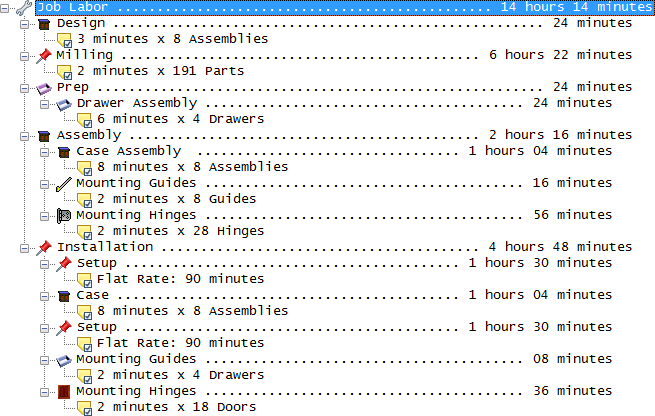 Job Labor ................................................ 14 hours 14 minutes
Design ...................................................... 24 minutes
3 minutes x 8 Assemblies
Milling .............................................. 6 hours 22 minutes
2 minutes x 191 Parts
Prep ........................................................ 24 minutes
Drawer Assembly ......................................... 24 minutes
6 minutes x 4 Drawers
Assembly ............................................. 2 hours 16 minutes
Case Assembly ................................... 1 hours 04 minutes
8 minutes x 8 Assemblies
Mounting Guides ......................................... 16 minutes
2 minutes x 8 Guides
Mounting Hinges ......................................... 56 minutes
2 minutes x 28 Hinges
Installation ......................................... 4 hours 48 minutes
Setup ............................................ 1 hours 30 minutes
Flat Rate: 90 minutes
Case ............................................. 1 hours 04 minutes
8 minutes x 8 Assemblies
Setup ............................................ 1 hours 30 minutes
Flat Rate: 90 minutes
Mounting Guides ......................................... 08 minutes
2 minutes x 4 Drawers
Mounting Hinges ......................................... 36 minutes
2 minutes x 18 Doors